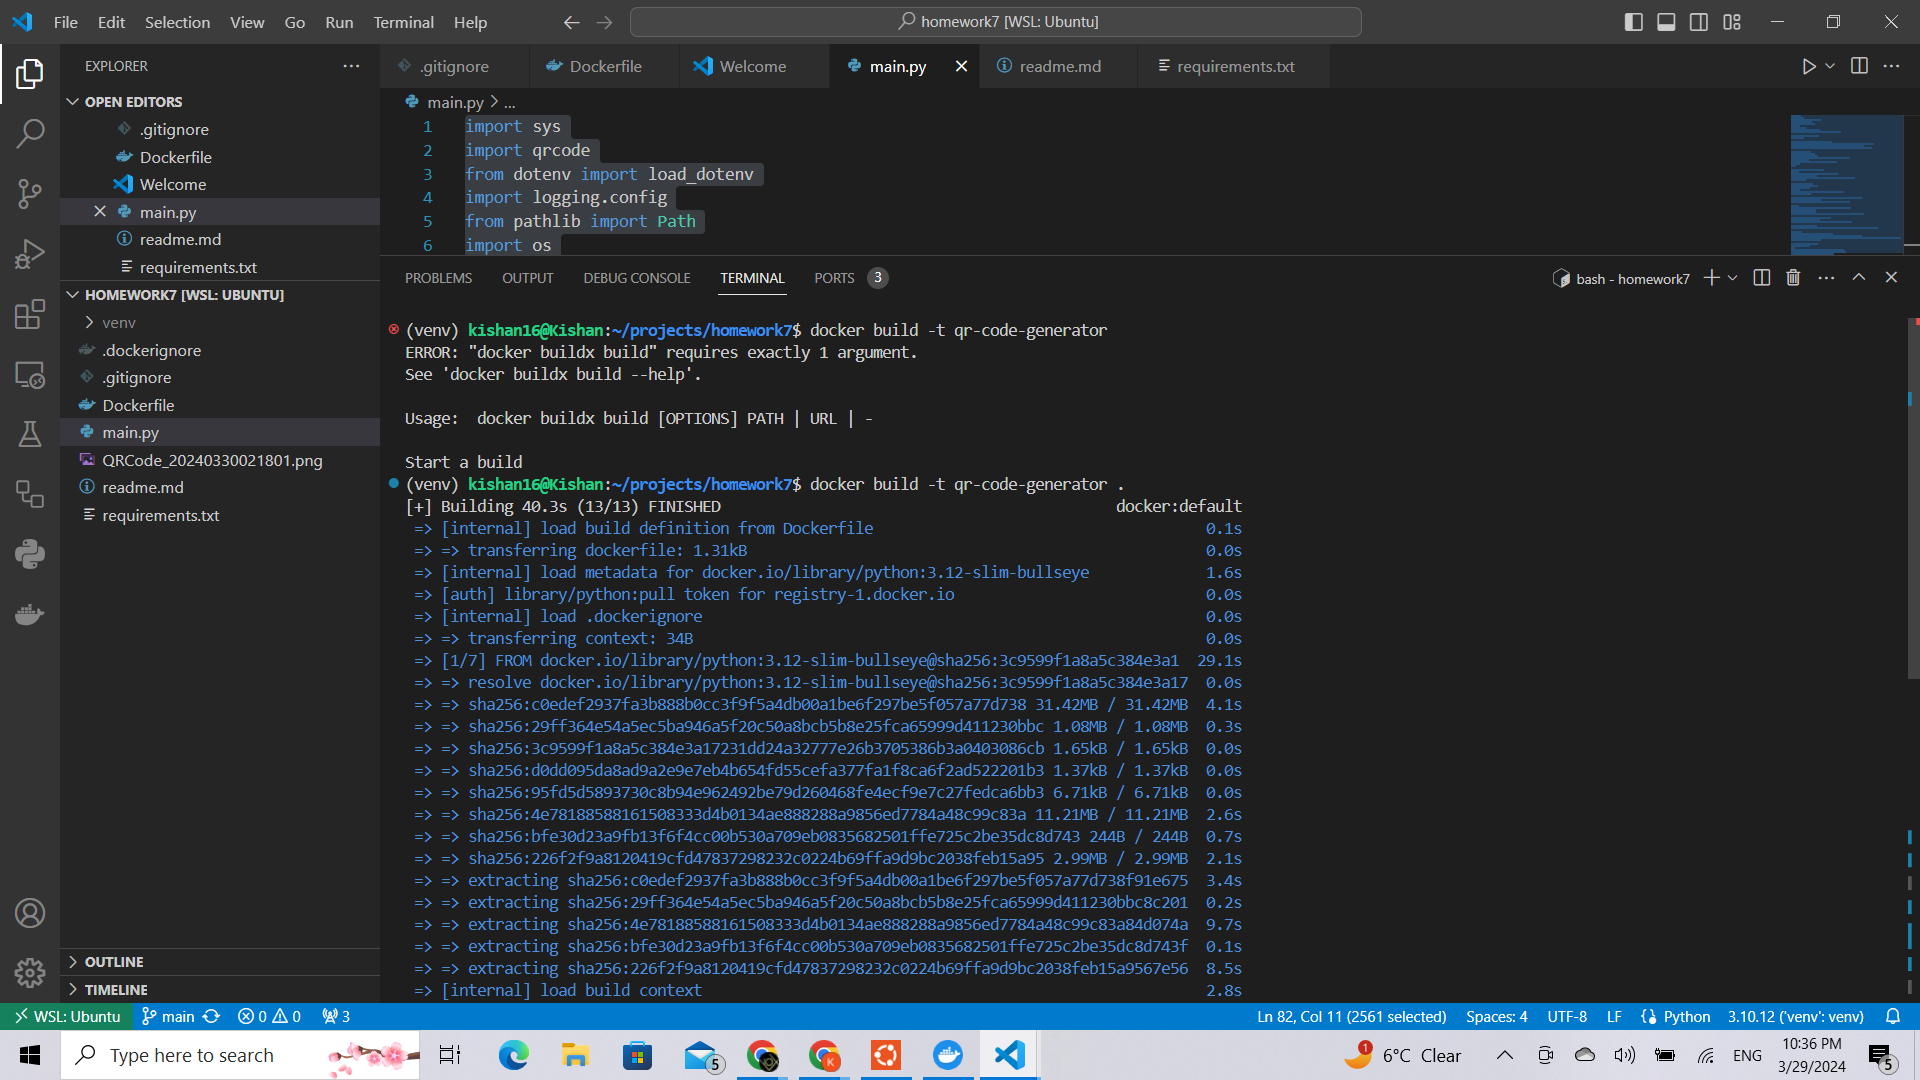 File Edit Selection View Go Run Terminal Help
homework7 [WSL: Ubuntu]
EXPLORER
OPEN EDITORS
.gitignore
Dockerfile
Welcome
main.py
readme.md
requirements.txt
HOMEWORK7 [WSL: UBUNTU]
venv
.dockerignore
.gitignore
Dockerfile
main.py
QRCode_20240330021801.png
readme.md
requirements.txt
OUTLINE
TIMELINE
.gitignore Dockerfile Welcome main.py readme.md requirements.txt
main.py > ...
1 import sys
2 import qrcode
3 from dotenv import load_dotenv
4 import logging.config
5 from pathlib import Path
6 import os
PROBLEMS OUTPUT DEBUG CONSOLE TERMINAL PORTS 3
bash - homework7
(venv) kishan16@Kishan:~/projects/homework7$ docker build -t qr-code-generator
ERROR: "docker buildx build" requires exactly 1 argument.
See 'docker buildx build --help'.
Usage:  docker buildx build [OPTIONS] PATH | URL | -
Start a build
(venv) kishan16@Kishan:~/projects/homework7$ docker build -t qr-code-generator .
[+] Building 40.3s (13/13) FINISHED docker:default
=> [internal] load build definition from Dockerfile 0.1s
=> => transferring dockerfile: 1.31kB 0.0s
=> [internal] load metadata for docker.io/library/python:3.12-slim-bullseye 1.6s
=> [auth] library/python:pull token for registry-1.docker.io 0.0s
=> [internal] load .dockerignore 0.0s
=> => transferring context: 34B 0.0s
=> [1/7] FROM docker.io/library/python:3.12-slim-bullseye@sha256:3c9599f1a8a5c384e3a1 29.1s
=> => resolve docker.io/library/python:3.12-slim-bullseye@sha256:3c9599f1a8a5c384e3a17 0.0s
=> => sha256:c0edef2937fa3b888b0cc3f9f5a4db00a1be6f297be5f057a77d738 31.42MB / 31.42MB 4.1s
=> => sha256:29ff364e54a5ec5ba946a5f20c50a8bcb5b8e25fca65999d411230bbc 1.08MB / 1.08MB 0.3s
=> => sha256:3c9599f1a8a5c384e3a17231dd24a32777e26b3705386b3a0403086cb 1.65kB / 1.65kB 0.0s
=> => sha256:d0dd095da8ad9a2e9e7eb4b654fd55cefa377fa1f8ca6f2ad522201b3 1.37kB / 1.37kB 0.0s
=> => sha256:95fd5d5893730c8b94e962492be79d260468fe4ecf9e7c27fedca6bb3 6.71kB / 6.71kB 0.0s
=> => sha256:4e78188588161508333d4b0134ae888288a9856ed7784a48c99c83a 11.21MB / 11.21MB 2.6s
=> => sha256:bfe30d23a9fb13f6f4cc00b530a709eb0835682501ffe725c2be35dc8d743 244B / 244B 0.7s
=> => sha256:226f2f9a8120419cfd47837298232c0224b69ffa9d9bc2038feb15a95 2.99MB / 2.99MB 2.1s
=> => extracting sha256:c0edef2937fa3b888b0cc3f9f5a4db00a1be6f297be5f057a77d738f91e675 3.4s
=> => extracting sha256:29ff364e54a5ec5ba946a5f20c50a8bcb5b8e25fca65999d411230bbc8c201 0.2s
=> => extracting sha256:4e78188588161508333d4b0134ae888288a9856ed7784a48c99c83a84d074a 9.7s
=> => extracting sha256:bfe30d23a9fb13f6f4cc00b530a709eb0835682501ffe725c2be35dc8d743f 0.1s
=> => extracting sha256:226f2f9a8120419cfd47837298232c0224b69ffa9d9bc2038feb15a9567e56 8.5s
=> [internal] load build context 2.8s
WSL: Ubuntu main 0 0 3 Ln 82, Col 11 (2561 selected) Spaces: 4 UTF-8 LF Python 3.10.12 ('venv': venv)
Type here to search 5 K 1 6°C Clear ENG 10:36 PM
3/29/2024 5